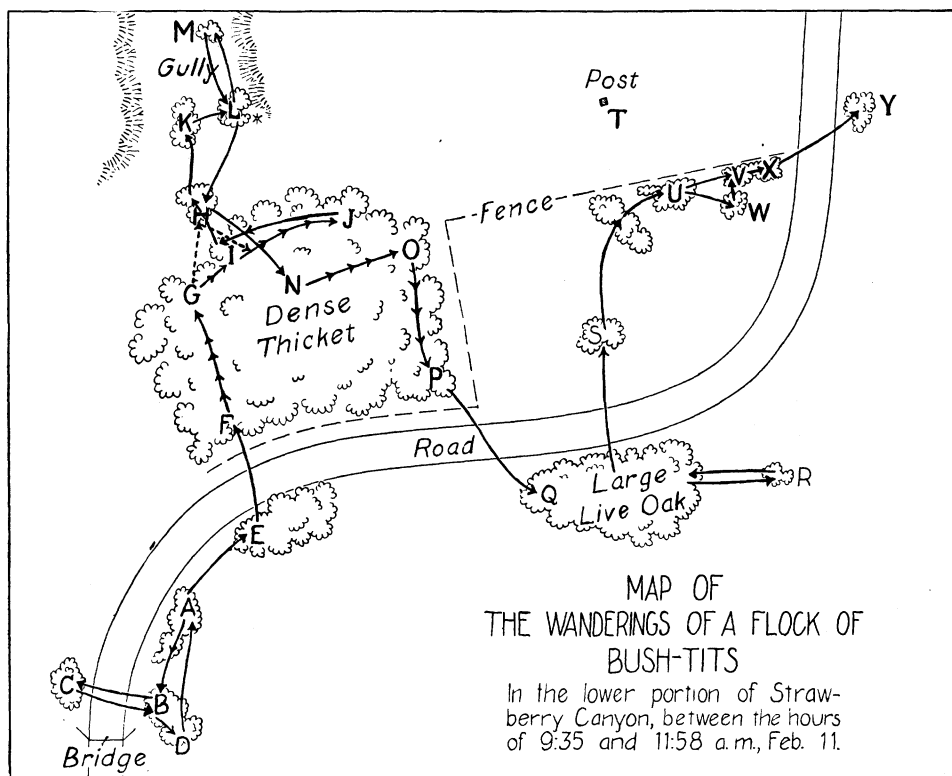 M
Gully
L
*
K
Post
T
Y
V
X
U
W
Fence
H
J
I
O
G
N
Dense
Thicket
S
P
F
Road
Q
Large
Live Oak
R
E
A
C
B
D
Bridge
MAP OF
THE WANDERINGS OF A FLOCK OF
BUSH-TITS
In the lower portion of Straw-
berry Canyon, between the hours
of 9:35 and 11:58 a.m., Feb. 11.